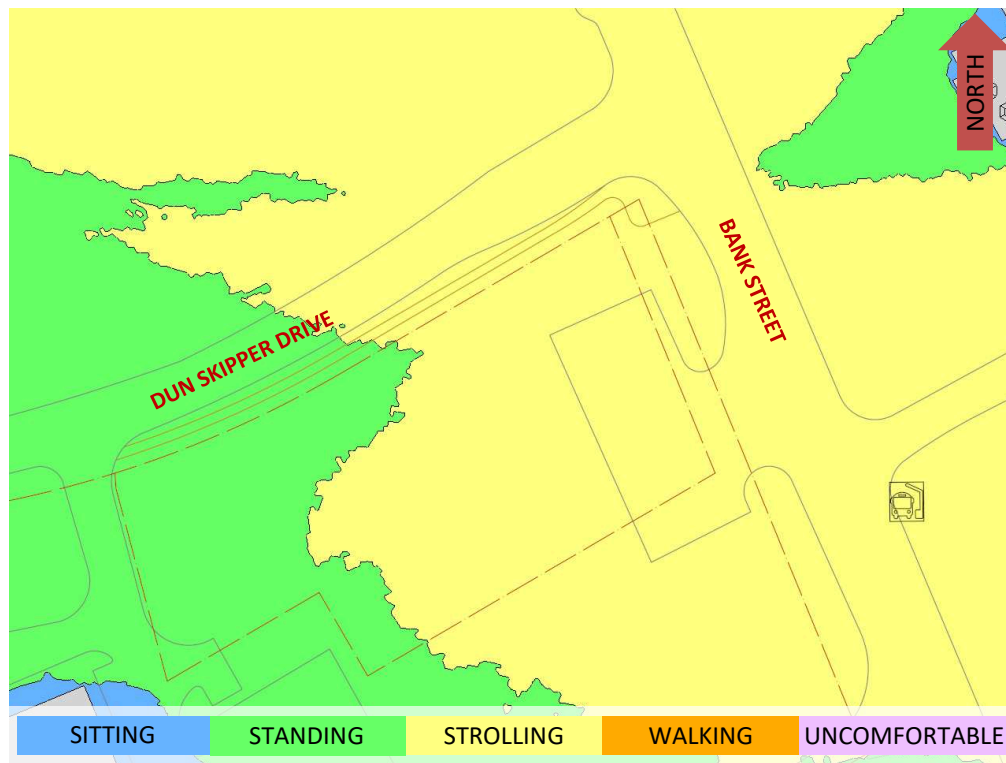 NORTH
BANK STREET
DUN SKIPPER DRIVE
SITTING
STANDING
STROLLING
WALKING
UNCOMFORTABLE